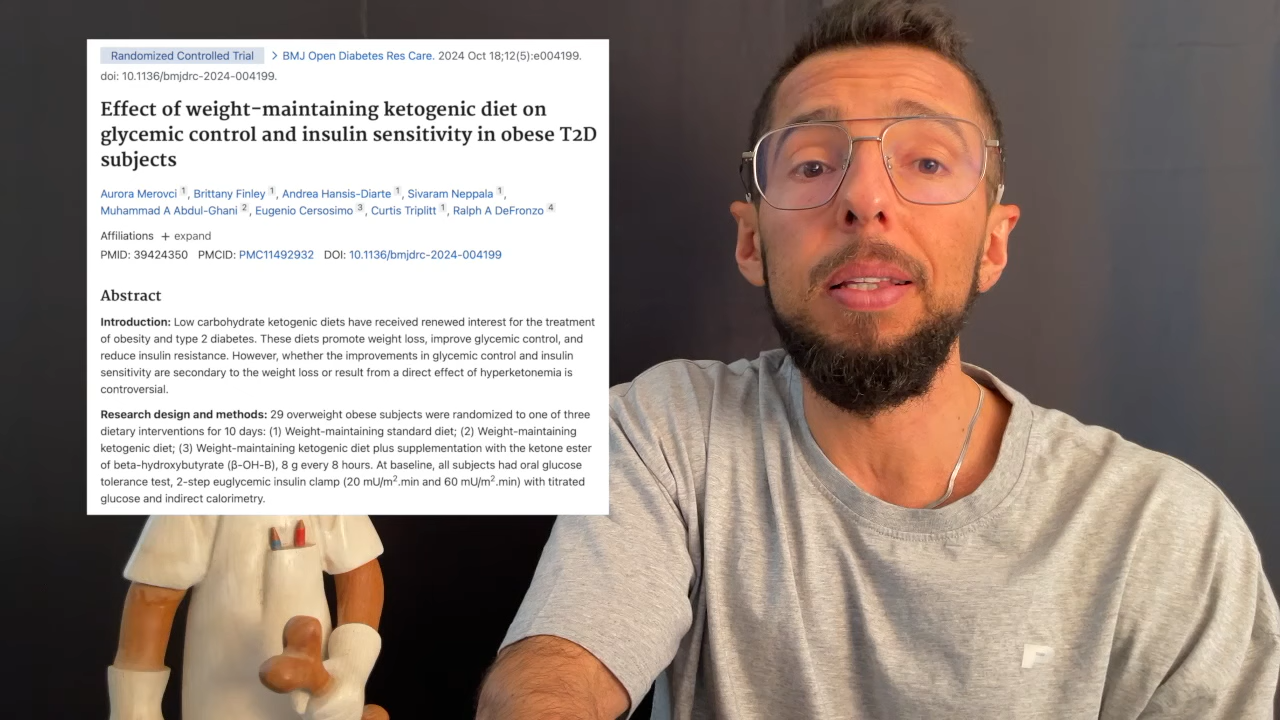 Randomized Controlled Trial > BMJ Open Diabetes Res Care. 2024 Oct 18;12(5):e004199.
doi: 10.1136/bmjdrc-2024-004199.
Effect of weight-maintaining ketogenic diet on
glycemic control and insulin sensitivity in obese T2D
subjects
Aurora Merovci 1, Brittany Finley 1, Andrea Hansis-Diarte 1, Sivaram Neppala 1,
Muhammad A Abdul-Ghani 2, Eugenio Cersosimo 3, Curtis Triplitt 1, Ralph A DeFronzo 4
Affiliations + expand
PMID: 39424350 PMCID: PMC11492932 DOI: 10.1136/bmjdrc-2024-004199
Abstract
Introduction: Low carbohydrate ketogenic diets have received renewed interest for the treatment
of obesity and type 2 diabetes. These diets promote weight loss, improve glycemic control, and
reduce insulin resistance. However, whether the improvements in glycemic control and insulin
sensitivity are secondary to the weight loss or result from a direct effect of hyperketonemia is
controversial.
Research design and methods: 29 overweight obese subjects were randomized to one of three
dietary interventions for 10 days: (1) Weight-maintaining standard diet; (2) Weight-maintaining
ketogenic diet; (3) Weight-maintaining ketogenic diet plus supplementation with the ketone ester
of beta-hydroxybutyrate (β-OH-B), 8 g every 8 hours. At baseline, all subjects had oral glucose
tolerance test, 2-step euglycemic insulin clamp (20 mU/m2.min and 60 mU/m2.min) with titrated
glucose and indirect calorimetry.